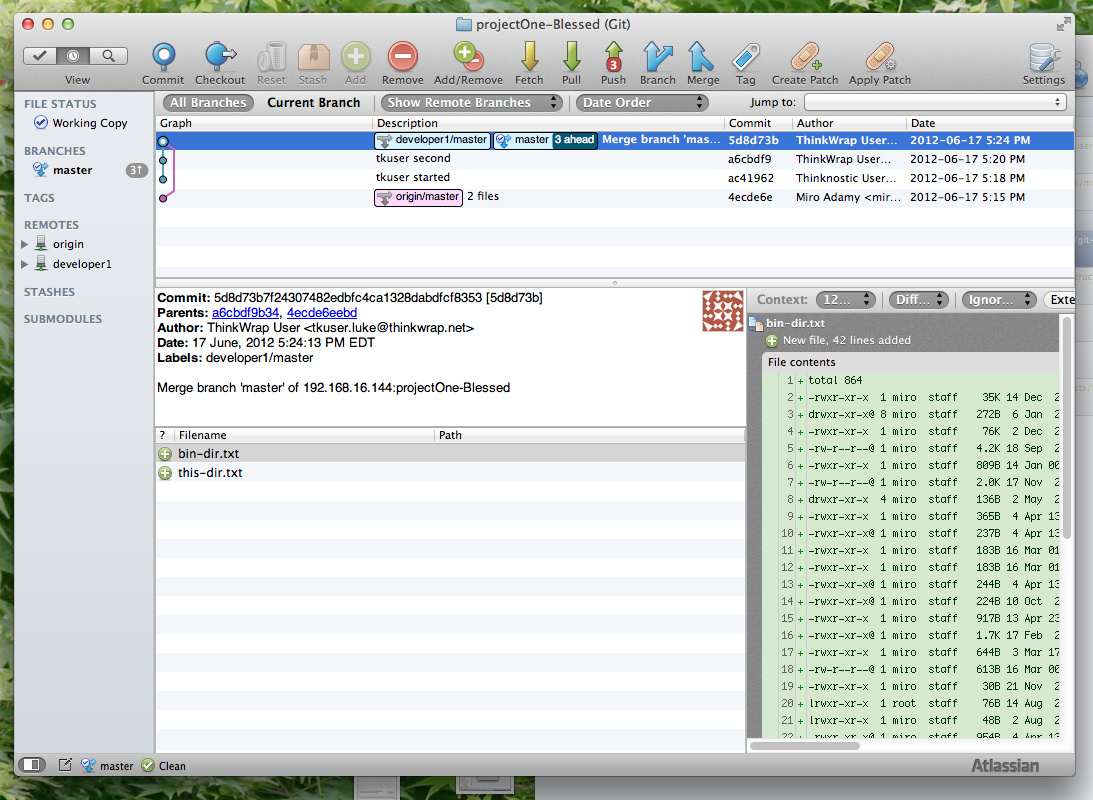 projectOne-Blessed (Git)
View
Commit
Checkout
Reset
Stash
Add
Remove
Add/Remove
Fetch
Pull
3
Push
Branch
Merge
Tag
Create Patch
Apply Patch
Settings
FILE STATUS
Working Copy
BRANCHES
master 3↑
TAGS
REMOTES
origin
developer1
STASHES
SUBMODULES
All Branches Current Branch Show Remote Branches Date Order Jump to:
Graph Description Commit Author Date
developer1/master master 3 ahead Merge branch 'mas... 5d8d73b ThinkWrap User... 2012-06-17 5:24 PM
tkuser second a6cbdf9 ThinkWrap User... 2012-06-17 5:20 PM
tkuser started ac41962 Thinknostic User... 2012-06-17 5:18 PM
origin/master 2 files 4ecde6e Miro Adamy <mir... 2012-06-17 5:15 PM
Commit: 5d8d73b7f24307482edbfc4ca1328dabdfcf8353 [5d8d73b]
Parents: a6cbdf9b34, 4ecde6eebd
Author: ThinkWrap User <tkuser.luke@thinkwrap.net>
Date: 17 June, 2012 5:24:13 PM EDT
Labels: developer1/master
Merge branch 'master' of 192.168.16.144:projectOne-Blessed
? Filename Path
bin-dir.txt
this-dir.txt
Context: 12... Diff... Ignor... Exte
bin-dir.txt
New file, 42 lines added
File contents
1 + total 864
2 + -rwxr-xr-x 1 miro staff 35K 14 Dec 2
3 + drwxr-xr-x@ 8 miro staff 272B 6 Jan 2
4 + -rwxr-xr-x 1 miro staff 76K 2 Dec 2
5 + -rw-r--r--@ 1 miro staff 4.2K 18 Sep 2
6 + -rwxr-xr-x 1 miro staff 809B 14 Jan 00
7 + -rw-r--r--@ 1 miro staff 2.0K 17 Nov 2
8 + drwxr-xr-x 4 miro staff 136B 2 May 2
9 + -rwxr-xr-x 1 miro staff 365B 4 Apr 13
10 + -rwxr-xr-x@ 1 miro staff 237B 4 Apr 13
11 + -rwxr-xr-x 1 miro staff 183B 16 Mar 01
12 + -rwxr-xr-x 1 miro staff 183B 16 Mar 01
13 + -rwxr-xr-x@ 1 miro staff 244B 4 Apr 13
14 + -rwxr-xr-x@ 1 miro staff 224B 10 Oct 2
15 + -rwxr-xr-x 1 miro staff 917B 13 Apr 23
16 + -rwxr-xr-x@ 1 miro staff 1.7K 17 Feb 2
17 + -rwxr-xr-x 1 miro staff 644B 3 Mar 17
18 + -rw-r--r--@ 1 miro staff 613B 16 Mar 00
19 + -rwxr-xr-x 1 miro staff 30B 21 Nov 2
20 + lrwxr-xr-x 1 root staff 76B 14 Aug 2
21 + lrwxr-xr-x 1 miro staff 48B 2 Aug 2
22 + -rwxr-xr-x@ 1 miro staff 954B 4 Apr 13
master Clean
Atlassian